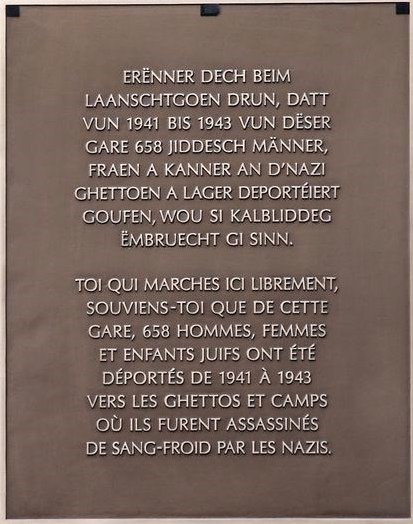 ERËNNER DECH BEIM
LAANSCHTGOEN DRUN, DATT
VUN 1941 BIS 1943 VUN DËSER
GARE 658 JIDDESCH MÄNNER,
FRAEN A KANNER AN D'NAZI
GHETTOEN A LAGER DEPORTÉIERT
GOUFEN, WOU SI KALBLIDDEG
ËMBRUECHT GI SINN.
TOI QUI MARCHES ICI LIBREMENT,
SOUVIENS-TOI QUE DE CETTE
GARE, 658 HOMMES, FEMMES
ET ENFANTS JUIFS ONT ÉTÉ
DÉPORTÉS DE 1941 À 1943
VERS LES GHETTOS ET CAMPS
OÙ ILS FURENT ASSASSINÉS
DE SANG-FROID PAR LES NAZIS.